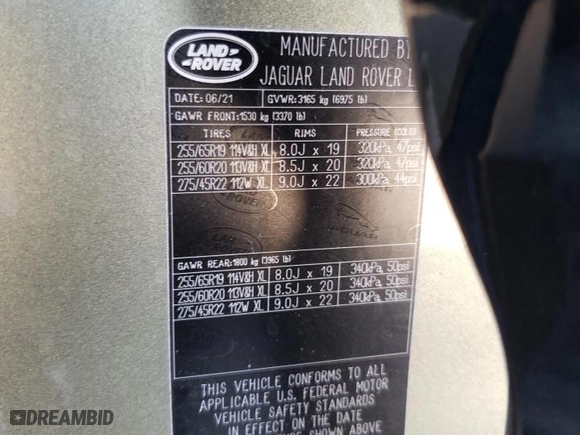 LAND-
ROVER
MANUFACTURED BY
JAGUAR LAND ROVER L
DATE: 06/21 GVWR: 3165 kg (6975 lb)
GAWR FRONT: 1530 kg (3370 lb)
TIRES RIMS PRESSURE (COLD)
255/65R19 114V&H XL 8.0J x 19 320kPa, 47psi
255/60R20 113V&H XL 8.5J x 20 320kPa, 47psi
275/45R22 112W XL 9.0J x 22 300kPa, 44psi
JAGUAR
GAWR REAR: 1800 kg (3965 lb)
255/65R19 114V&H XL 8.0J x 19 340kPa, 50psi
255/60R20 113V&H XL 8.5J x 20 340kPa, 50psi
275/45R22 112W XL 9.0J x 22 340kPa, 50psi
THIS VEHICLE CONFORMS TO ALL
APPLICABLE U.S. FEDERAL MOTOR
VEHICLE SAFETY STANDARDS
IN EFFECT ON THE DATE
DREAMBID